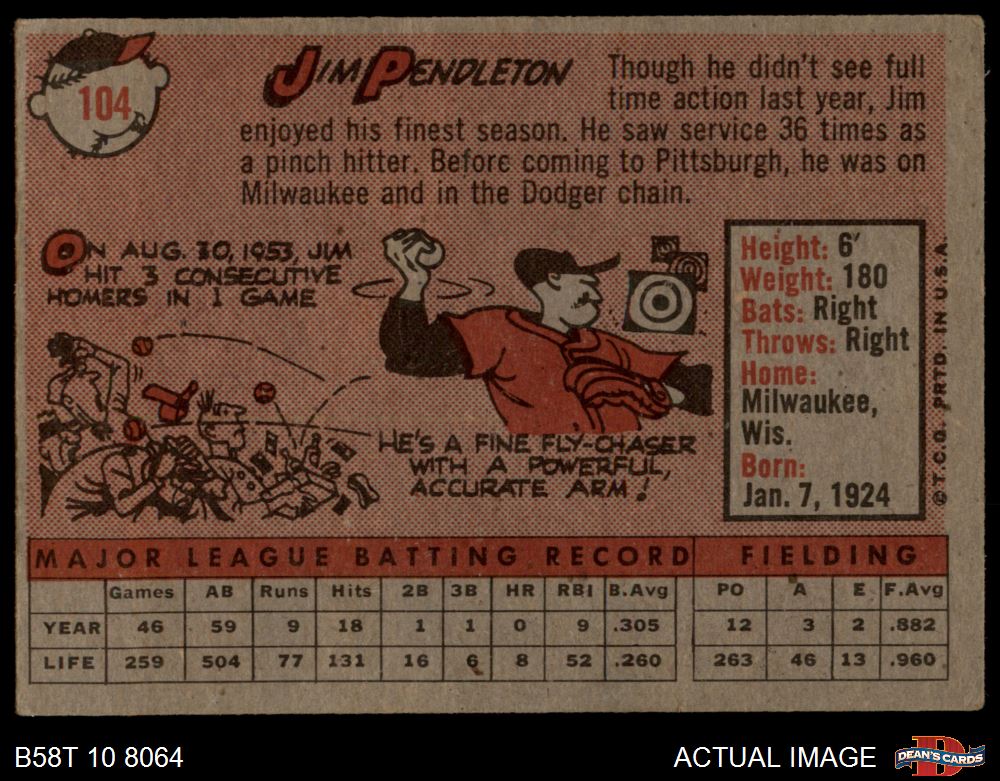 104
JIM PENDLETON
Though he didn't see full
time action last year, Jim
enjoyed his finest season. He saw service 36 times as
a pinch hitter. Before coming to Pittsburgh, he was on
Milwaukee and in the Dodger chain.
ON AUG. 30, 1953, JIM
HIT 3 CONSECUTIVE
HOMERS IN 1 GAME
HE'S A FINE FLY-CHASER
WITH A POWERFUL,
ACCURATE ARM!
Height: 6'
Weight: 180
Bats: Right
Throws: Right
Home:
Milwaukee,
Wis.
Born:
Jan. 7, 1924
© T.C.G. PRTD. IN U.S.A.
MAJOR LEAGUE BATTING RECORD FIELDING
Games AB Runs Hits 2B 3B HR RBI B.Avg PO A E F.Avg
YEAR 46 59 9 18 1 1 0 9 .305 12 3 2 .882
LIFE 259 504 77 131 16 6 8 52 .260 263 46 13 .960
B58T 10 8064 ACTUAL IMAGE
D
DEAN'S CARDS